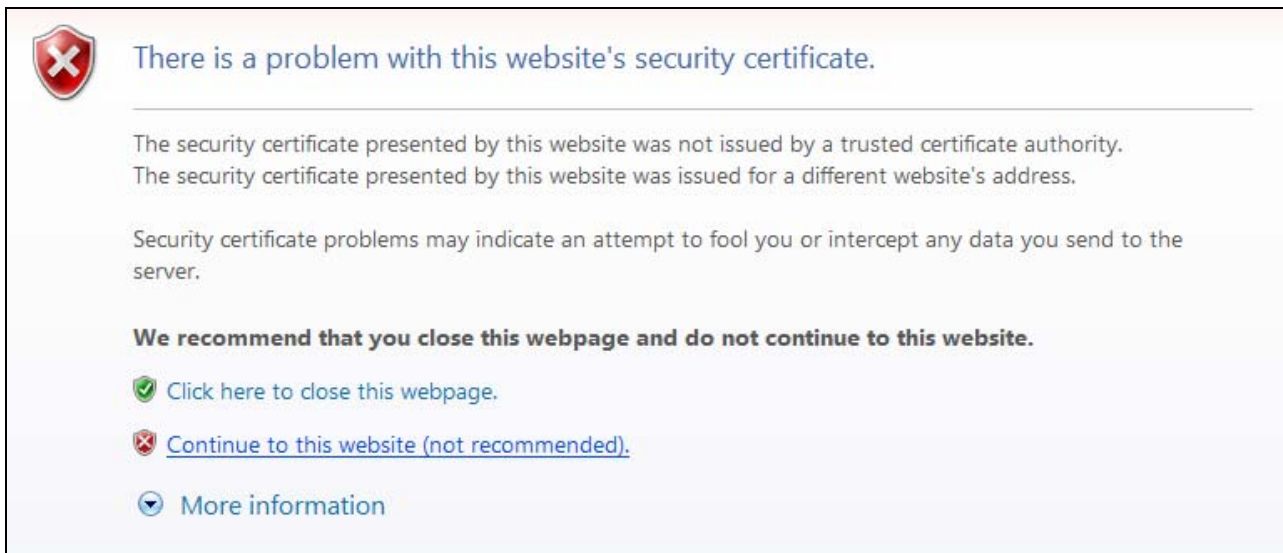 There is a problem with this website's security certificate.
The security certificate presented by this website was not issued by a trusted certificate authority.
The security certificate presented by this website was issued for a different website's address.
Security certificate problems may indicate an attempt to fool you or intercept any data you send to the
server.
We recommend that you close this webpage and do not continue to this website.
Click here to close this webpage.
Continue to this website (not recommended).
More information